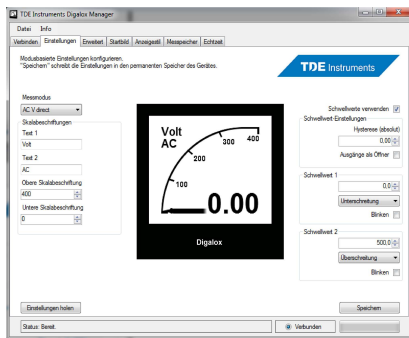 TDE Instruments Digalox Manager
Datei Info
Verbinden Einstellungen Erweitert Startbild Anzeigestil Messpeicher Echtzeit
Modusbasierte Einstellungen konfigurieren.
"Speichern" schreibt die Einstellungen in den permanenten Speicher des Gerätes.
TDE Instruments
Messmodus
AC V direct
Skalabeschriftungen
Text 1
Volt
Text 2
AC
Obere Skalabeschriftung
400
Untere Skalabeschriftung
0
Volt
AC
100
200
300
400
0.00
Digalox
Schwellwerte verwenden
Schwellwert-Einstellungen
Hysterese (absolut)
0,00
Ausgänge als Öffner
Schwellwert 1
0,0
Unterschreitung
Blinken
Schwellwert 2
500,0
Überschreitung
Blinken
Einstellungen holen
Speichern
Status: Bereit.
Verbunden